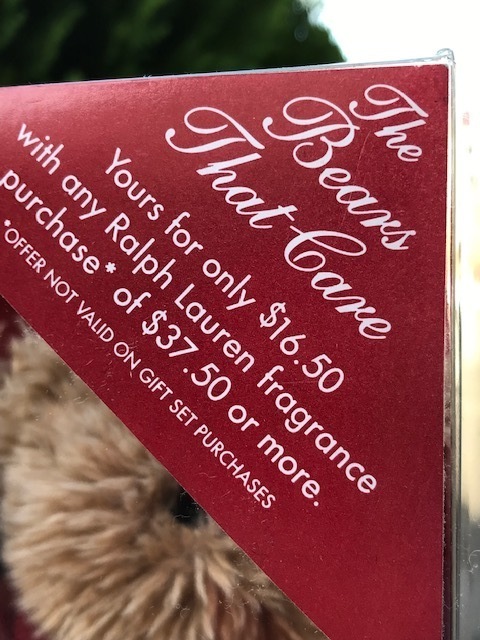 The
Bears
That Care
Yours for only $16.50
with any Ralph Lauren fragrance
purchase* of $37.50 or more.
*OFFER NOT VALID ON GIFT SET PURCHASES